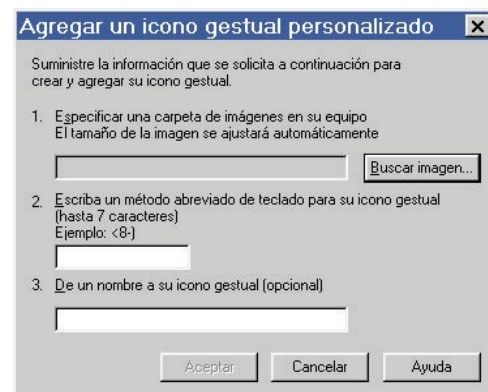 Agregar un icono gestual personalizado
Suministre la información que se solicita a continuación para
crear y agregar su icono gestual.
1. Especificar una carpeta de imágenes en su equipo
El tamaño de la imagen se ajustará automáticamente
Buscar imagen...
2. Escriba un método abreviado de teclado para su icono gestual
(hasta 7 caracteres)
Ejemplo: <8-)
3. De un nombre a su icono gestual (opcional)
Aceptar Cancelar Ayuda